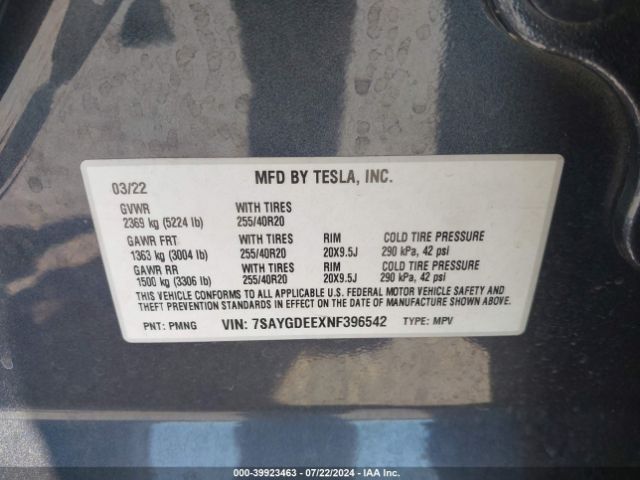 03/22
MFD BY TESLA, INC.
GVWR WITH TIRES
2369 kg (5224 lb) 255/40R20
GAWR FRT WITH TIRES RIM COLD TIRE PRESSURE
1363 kg (3004 lb) 255/40R20 20X9.5J 290 kPa, 42 psi
GAWR RR WITH TIRES RIM COLD TIRE PRESSURE
1500 kg (3306 lb) 255/40R20 20X9.5J 290 kPa, 42 psi
THIS VEHICLE CONFORMS TO ALL APPLICABLE U.S. FEDERAL MOTOR VEHICLE SAFETY AND
THEFT PREVENTION STANDARDS IN EFFECT ON THE DATE OF MANUFACTURE SHOWN ABOVE.
PNT: PMNG VIN: 7SAYGDEEXNF396542 TYPE: MPV
000-39923463 - 07/22/2024 - IAA Inc.